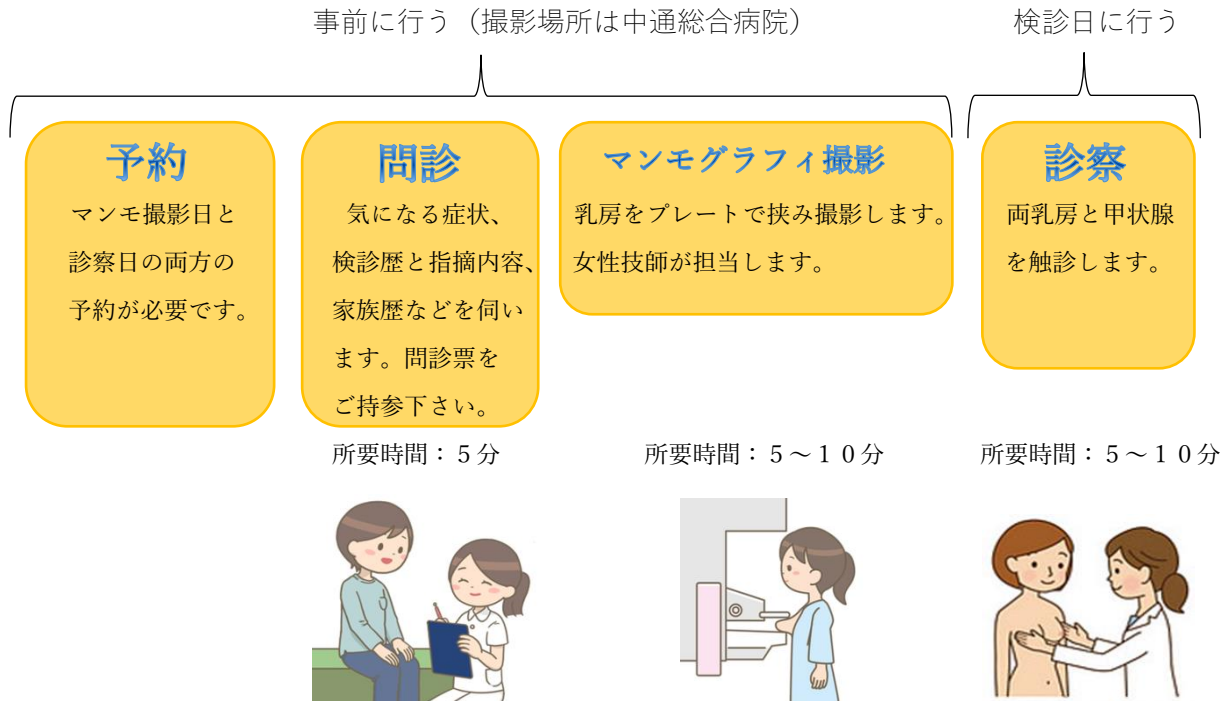 事前に行う（撮影場所は中通総合病院）
検診日に行う
予約
マンモ撮影日と
診察日の両方の
予約が必要です。
問診
気になる症状、
検診歴と指摘内容、
家族歴などを伺い
ます。問診票を
ご持参下さい。
所要時間：５分
マンモグラフィ撮影
乳房をプレートで挟み撮影します。
女性技師が担当します。
所要時間：５～１０分
診察
両乳房と甲状腺
を触診します。
所要時間：５～１０分